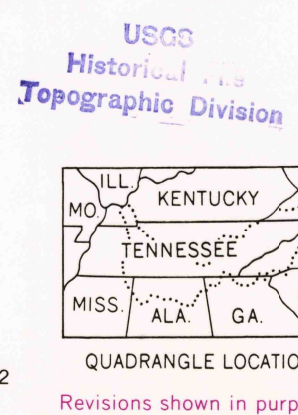 USGS
Historical File
Topographic Division
ILL.
KENTUCKY
MO.
TENNESSEE
MISS.
ALA.
GA.
QUADRANGLE LOCATIO
2
Revisions shown in purp